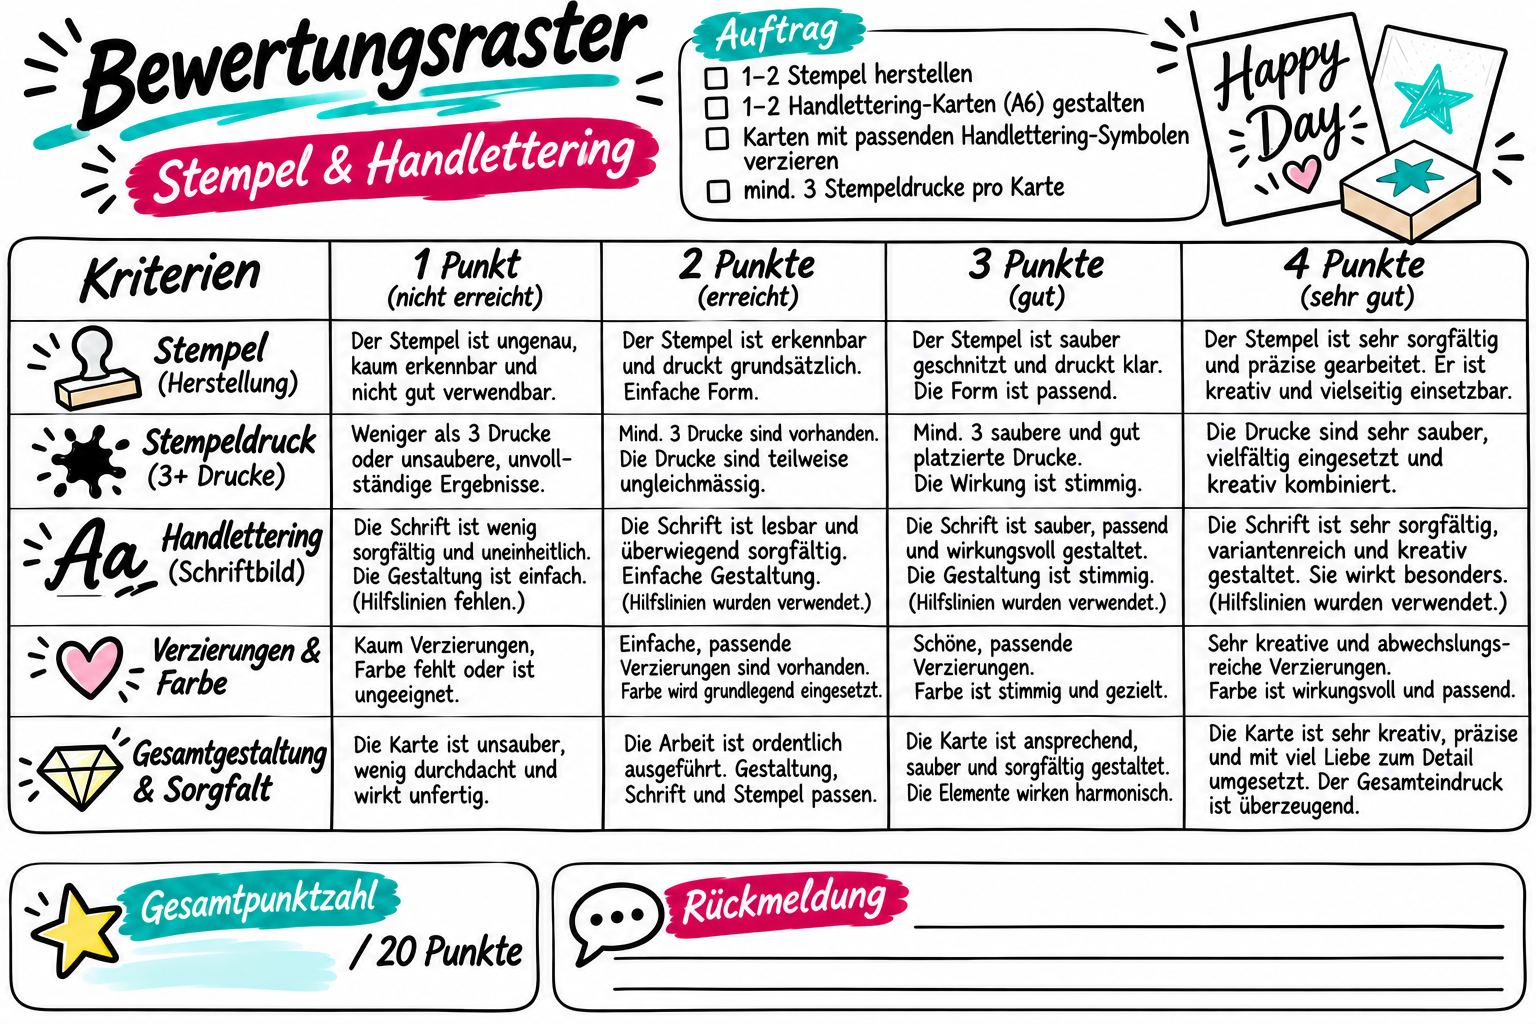 Bewertungsraster
Stempel & Handlettering
Auftrag
1–2 Stempel herstellen
1–2 Handlettering-Karten (A6) gestalten
Karten mit passenden Handlettering-Symbolen
verzieren
mind. 3 Stempeldrucke pro Karte
Happy
Day
Kriterien
1 Punkt
(nicht erreicht)
2 Punkte
(erreicht)
3 Punkte
(gut)
4 Punkte
(sehr gut)
Stempel
(Herstellung)
Der Stempel ist ungenau,
kaum erkennbar und
nicht gut verwendbar.
Der Stempel ist erkennbar
und druckt grundsätzlich.
Einfache Form.
Der Stempel ist sauber
geschnitzt und druckt klar.
Die Form ist passend.
Der Stempel ist sehr sorgfältig
und präzise gearbeitet. Er ist
kreativ und vielseitig einsetzbar.
Stempeldruck
(3+ Drucke)
Weniger als 3 Drucke
oder unsaubere, unvoll-
ständige Ergebnisse.
Mind. 3 Drucke sind vorhanden.
Die Drucke sind teilweise
ungleichmässig.
Mind. 3 saubere und gut
platzierte Drucke.
Die Wirkung ist stimmig.
Die Drucke sind sehr sauber,
vielfältig eingesetzt und
kreativ kombiniert.
Aa
Handlettering
(Schriftbild)
Die Schrift ist wenig
sorgfältig und uneinheitlich.
Die Gestaltung ist einfach.
(Hilfslinien fehlen.)
Die Schrift ist lesbar und
überwiegend sorgfältig.
Einfache Gestaltung.
(Hilfslinien wurden verwendet.)
Die Schrift ist sauber, passend
und wirkungsvoll gestaltet.
Die Gestaltung ist stimmig.
(Hilfslinien wurden verwendet.)
Die Schrift ist sehr sorgfältig,
variantenreich und kreativ
gestaltet. Sie wirkt besonders.
(Hilfslinien wurden verwendet.)
Verzierungen &
Farbe
Kaum Verzierungen,
Farbe fehlt oder ist
ungeeignet.
Einfache, passende
Verzierungen sind vorhanden.
Farbe wird grundlegend eingesetzt.
Schöne, passende
Verzierungen.
Farbe ist stimmig und gezielt.
Sehr kreative und abwechslungs-
reiche Verzierungen.
Farbe ist wirkungsvoll und passend.
Gesamtgestaltung
& Sorgfalt
Die Karte ist unsauber,
wenig durchdacht und
wirkt unfertig.
Die Arbeit ist ordentlich
ausgeführt. Gestaltung,
Schrift und Stempel passen.
Die Karte ist ansprechend,
sauber und sorgfältig gestaltet.
Die Elemente wirken harmonisch.
Die Karte ist sehr kreativ, präzise
und mit viel Liebe zum Detail
umgesetzt. Der Gesamteindruck
ist überzeugend.
Gesamtpunktzahl
/ 20 Punkte
Rückmeldung